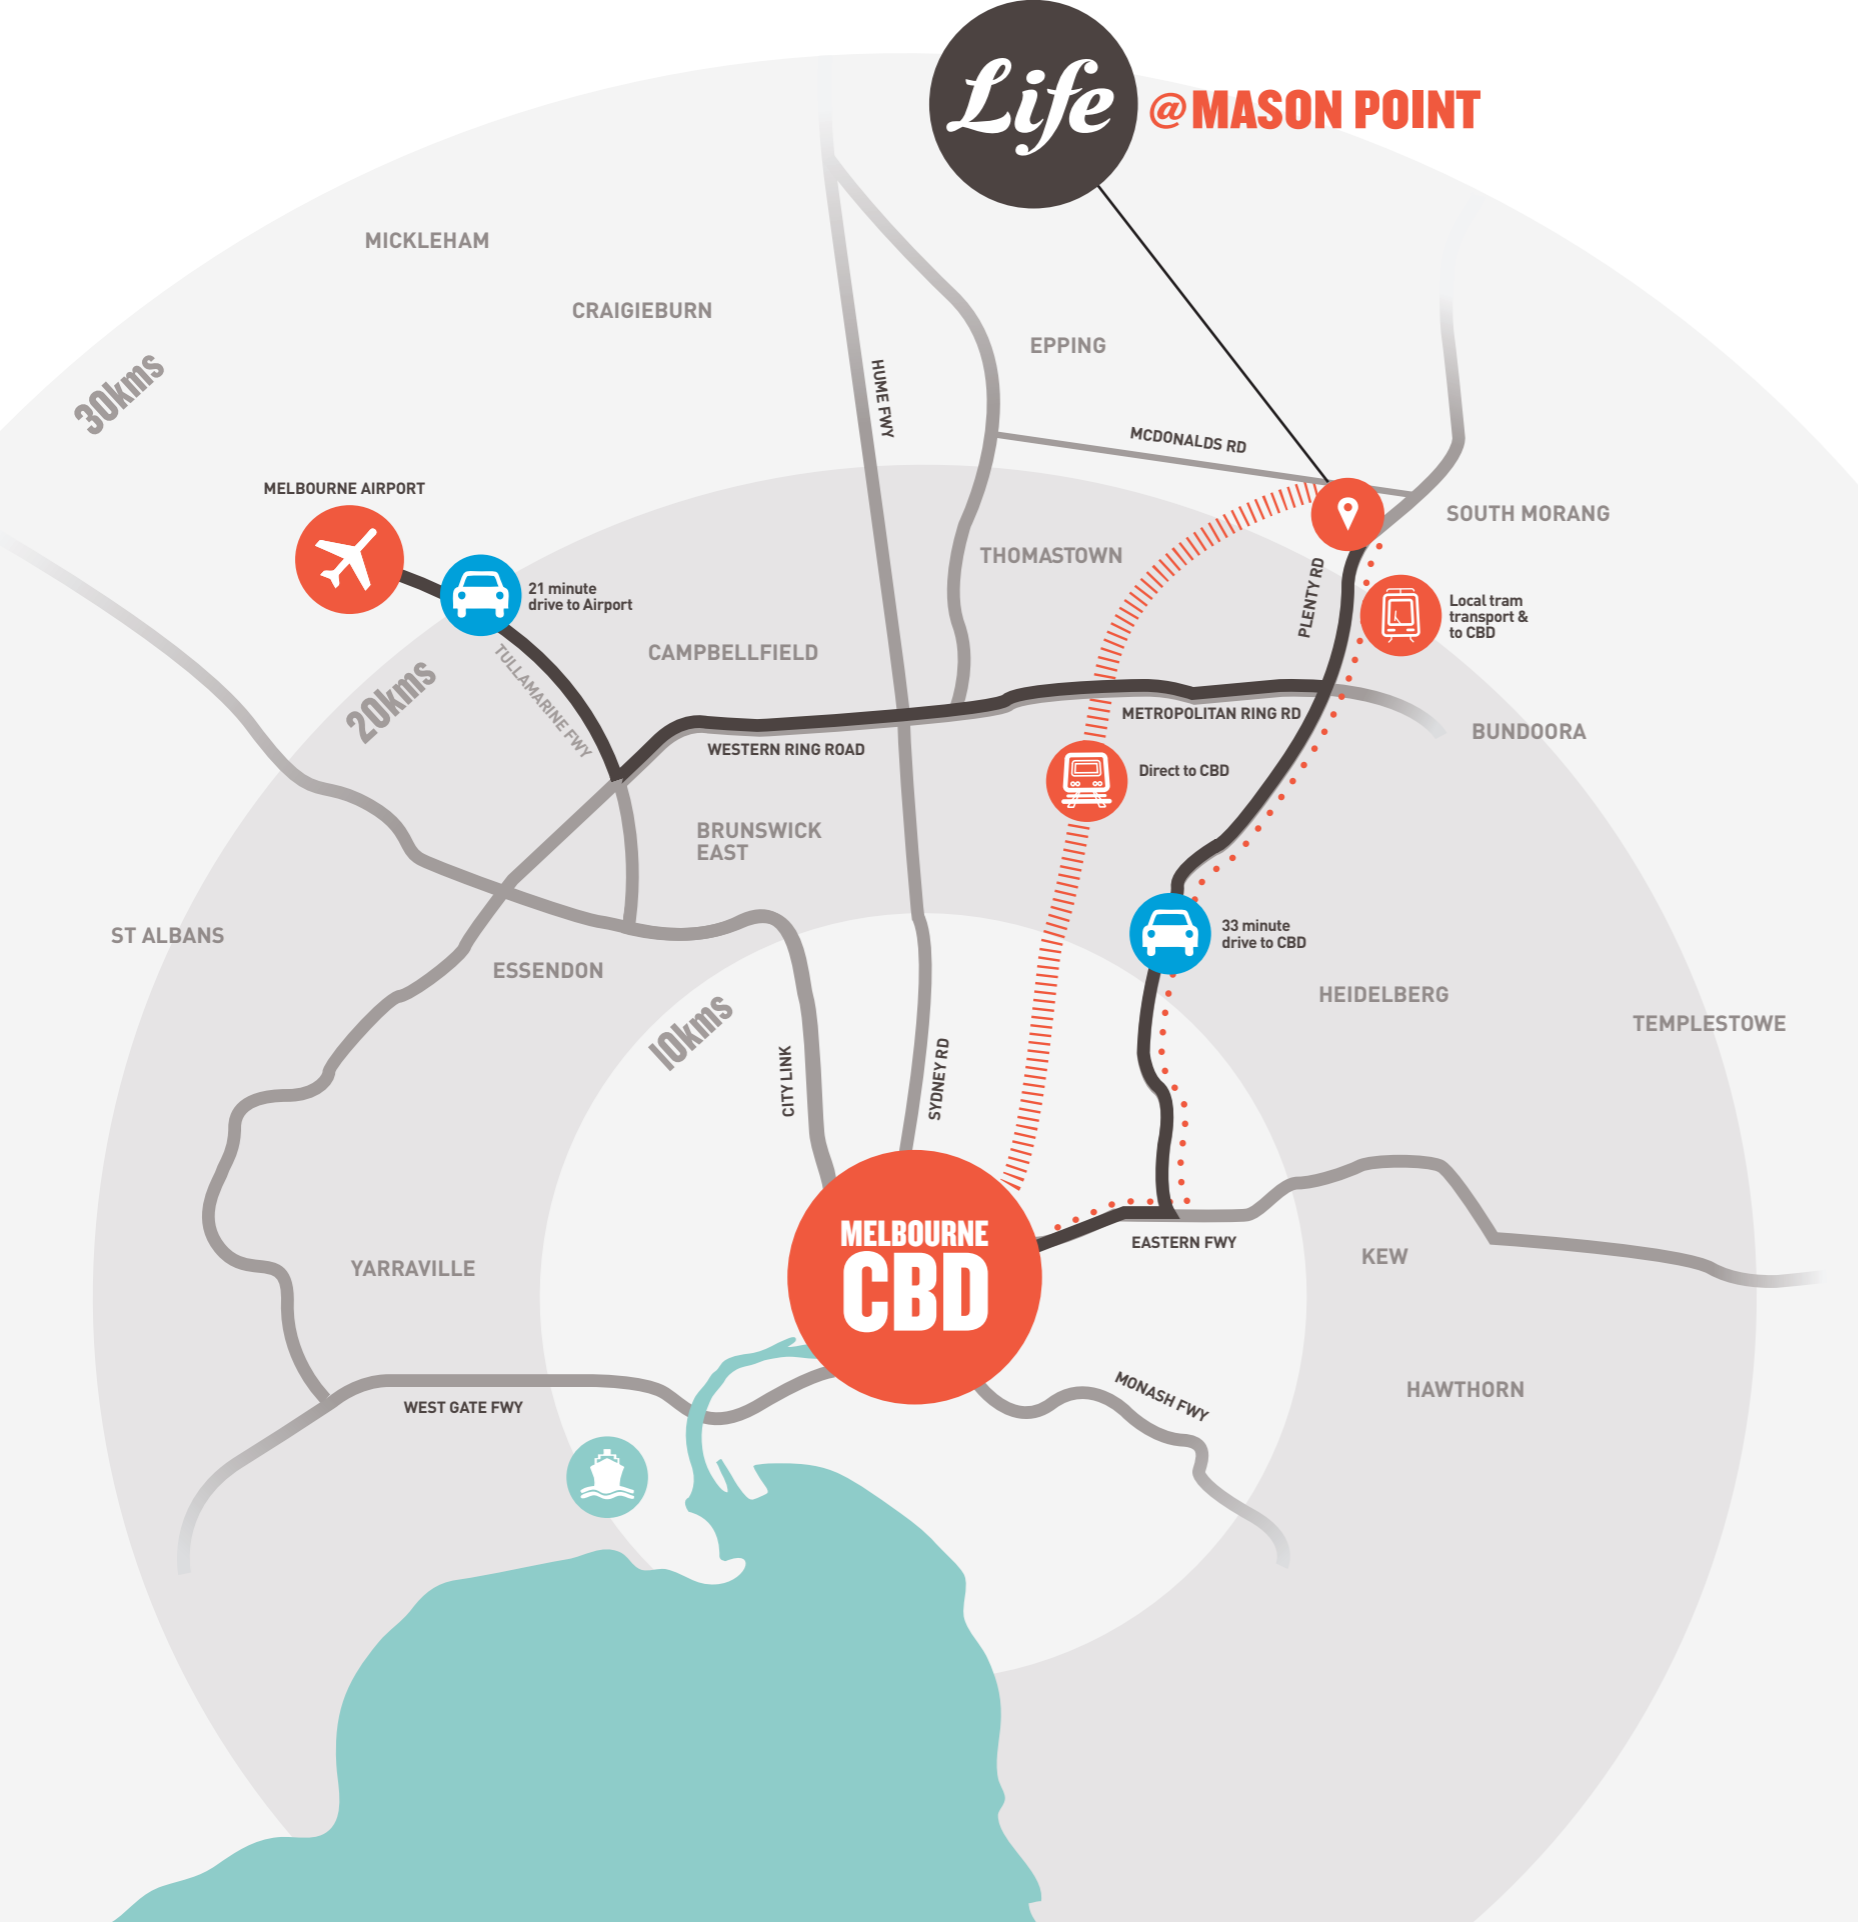 Life
@MASON POINT
MICKLEHAM
CRAIGIEBURN
EPPING
30kms
HUME FWY
MCDONALDS RD
MELBOURNE AIRPORT
SOUTH MORANG
THOMASTOWN
21 minute
drive to Airport
PLENTY RD
Local tram
transport &
to CBD
CAMPBELLFIELD
20kms
TULLAMARINE FWY
METROPOLITAN RING RD
BUNDOORA
WESTERN RING ROAD
Direct to CBD
BRUNSWICK
EAST
ST ALBANS
33 minute
drive to CBD
ESSENDON
HEIDELBERG
TEMPLESTOWE
10kms
CITY LINK
SYDNEY RD
MELBOURNE
CBD
EASTERN FWY
KEW
YARRAVILLE
MONASH FWY
HAWTHORN
WEST GATE FWY